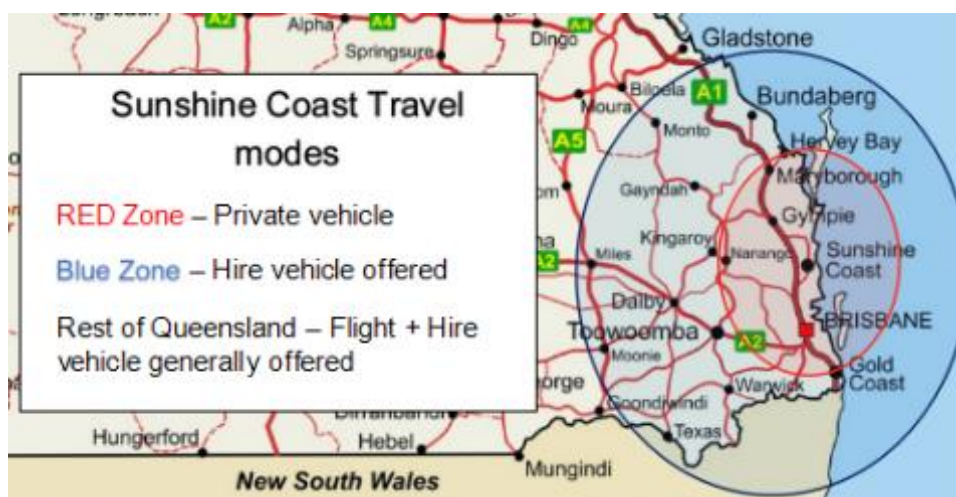 A2
Alpha
A4
A4
Dingo
Springsure
Gladstone
Biloela
Moura
A1
Bundaberg
Monto
Hervey Bay
A5
Maryborough
Gayndah
Gympie
Kingaroy
Nanango
Sunshine
Coast
Miles
A2
Dalby
Toowoomba
BRISBANE
A2
Moonie
Gold
Coast
Warwick
Goondiwindi
Texas
Sunshine Coast Travel
modes
RED Zone – Private vehicle
Blue Zone – Hire vehicle offered
Rest of Queensland – Flight + Hire
vehicle generally offered
Hungerford
Hebel
Mungindi
New South Wales